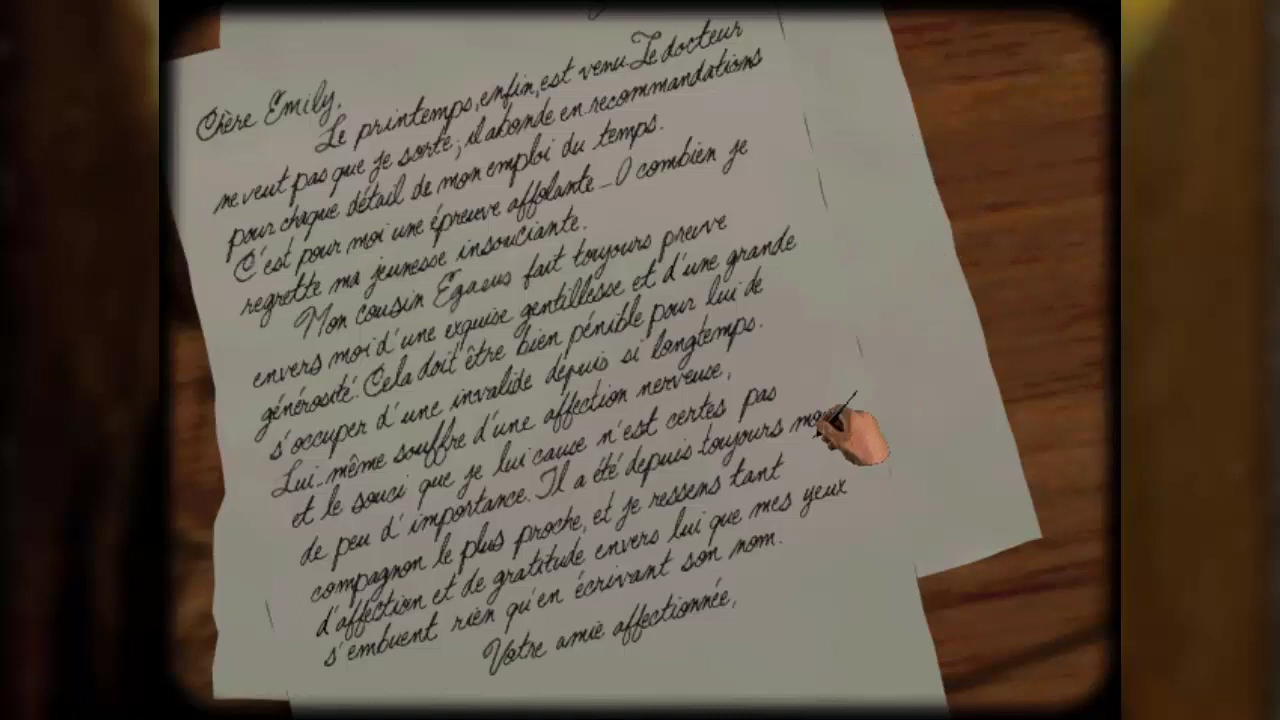 Chère Emily,
Le printemps, enfin, est venu. Le docteur
ne veut pas que je sorte; il abonde en recommandations
pour chaque détail de mon emploi du temps.
C'est pour moi une épreuve affolante_O combien je
regrette ma jeunesse insouciante.
Mon cousin Egaeus fait toujours preuve
envers moi d'une exquise gentillesse et d'une grande
générosité. Cela doit être bien pénible pour lui de
s'occuper d'une invalide depuis si longtemps.
Lui-même souffre d'une affection nerveuse,
et le souci que je lui cause n'est certes pas
de peu d'importance. Il a été depuis toujours mon
compagnon le plus proche, et je ressens tant
d'affection et de gratitude envers lui que mes yeux
s'embuent rien qu'en écrivant son nom.
Votre amie affectionnée,